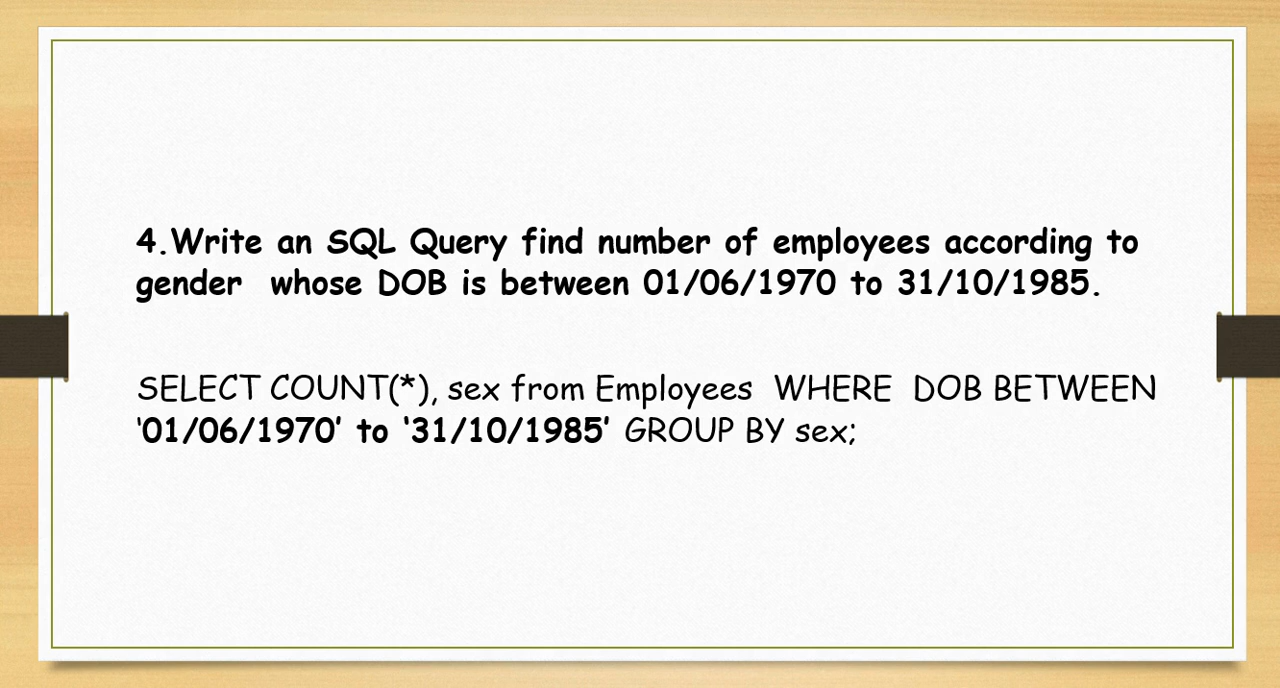 4.Write an SQL Query find number of employees according to
gender  whose DOB is between 01/06/1970 to 31/10/1985.
SELECT COUNT(*), sex from Employees  WHERE  DOB BETWEEN
‘01/06/1970’ to ‘31/10/1985’ GROUP BY sex;